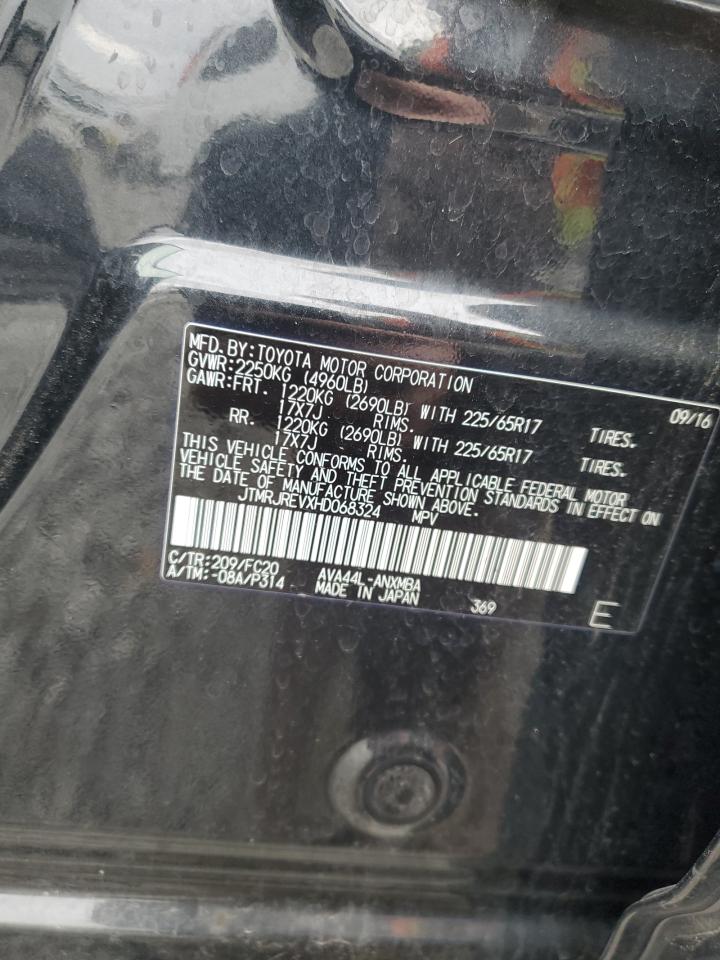 MFD.BY:TOYOTA MOTOR CORPORATION 09/16
GVWR:2250KG (4960LB)
GAWR:FRT. 1220KG (2690LB) WITH 225/65R17 TIRES.
17X7J RIMS.
RR. 1220KG (2690LB) WITH 225/65R17 TIRES.
17X7J RIMS.
THIS VEHICLE CONFORMS TO ALL APPLICABLE FEDERAL MOTOR
VEHICLE SAFETY AND THEFT PREVENTION STANDARDS IN EFFECT ON
THE DATE OF MANUFACTURE SHOWN ABOVE.
JTMRJREVXHD068324 MPV
C/TR:209/FC20 AVA44L-ANXMBA
A/TM:-08A/P314 MADE IN JAPAN 369 E